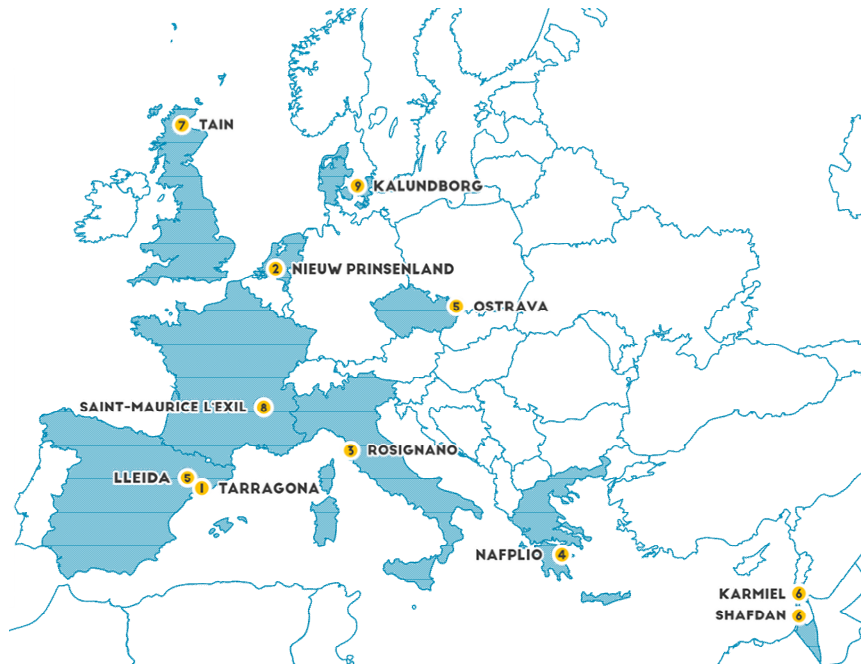 7 TAIN
9 KALUNDBORG
2 NIEUW PRINSENLAND
5 OSTRAVA
SAINT-MAURICE L'EXIL 8
3 ROSIGNANO
LLEIDA 5
1 TARRAGONA
NAFPLIO 4
KARMIEL 6
SHAFDAN 6